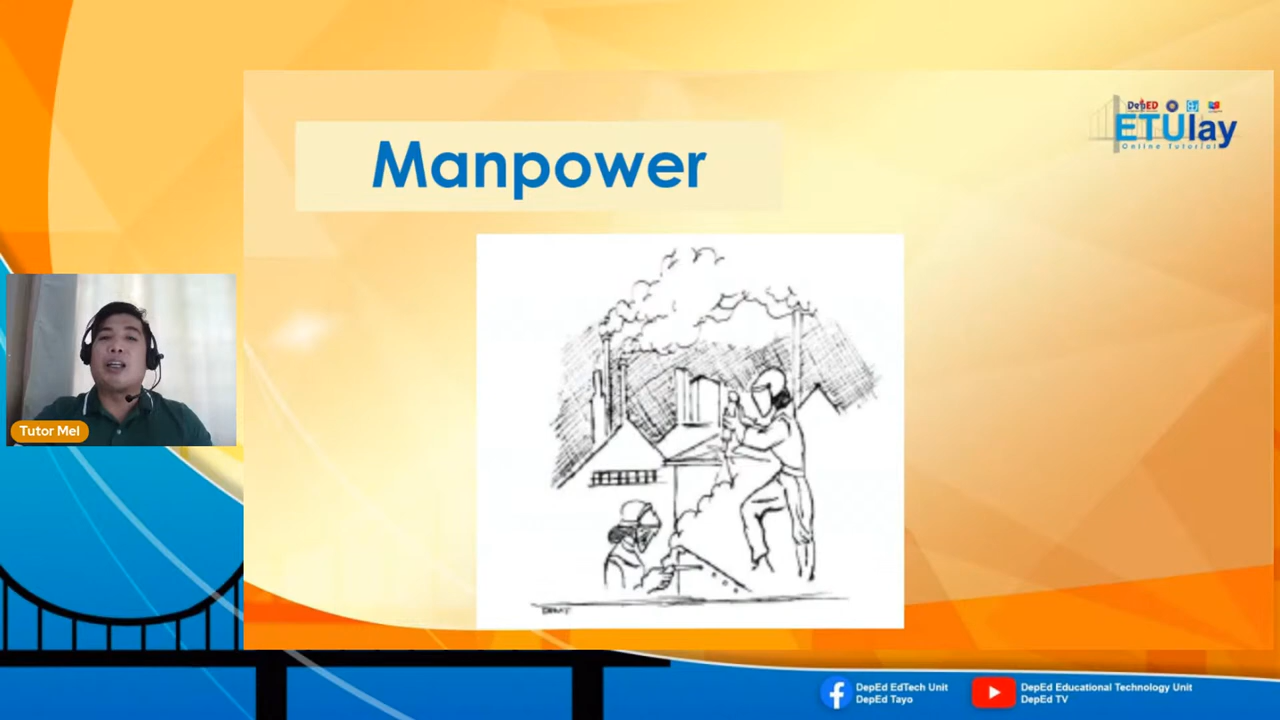 Manpower
DepED
ETUlay
Online Tutorial
Tutor Mel
DepEd EdTech Unit
DepEd Tayo
DepEd Educational Technology Unit
DepEd TV